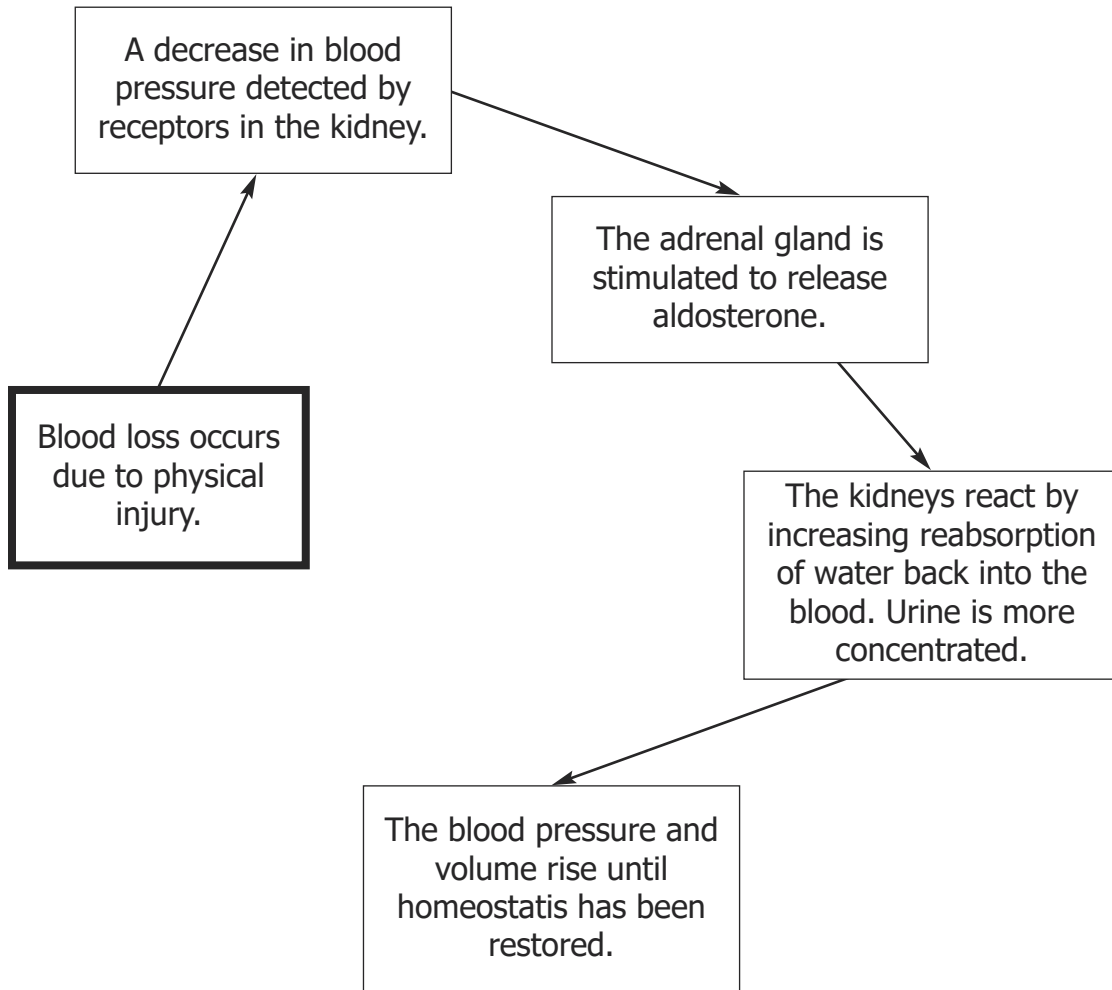 A decrease in blood
pressure detected by
receptors in the kidney.
The adrenal gland is
stimulated to release
aldosterone.
Blood loss occurs
due to physical
injury.
The kidneys react by
increasing reabsorption
of water back into the
blood. Urine is more
concentrated.
The blood pressure and
volume rise until
homeostatis has been
restored.